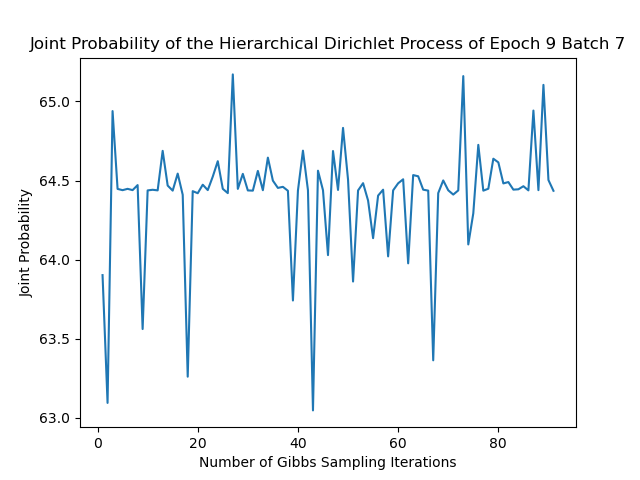 Joint Probability of the Hierarchical Dirichlet Process of Epoch 9 Batch 7
65.0
64.5
64.0
63.5
63.0
Joint Probability
0 20 40 60 80
Number of Gibbs Sampling Iterations